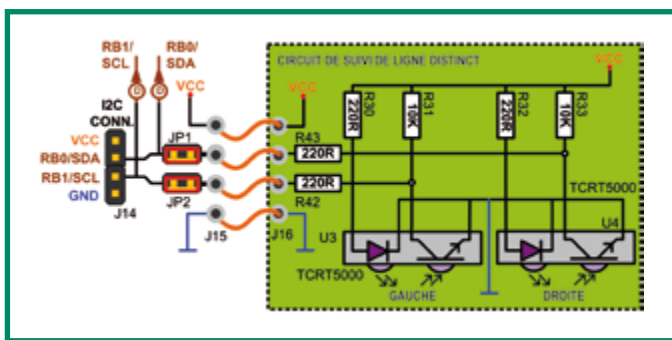 RB1/
SCL
RB0/
SDA
VCC
I2C
CONN.
VCC
RB0/SDA
RB1/SCL
GND
J14
JP1
JP2
J15
J16
CIRCUIT DE SUIVI DE LIGNE DISTINCT
VCC
VCC
R30
220R
R31
10K
R32
220R
R33
10K
R43
220R
220R
R42
TCRT5000
U3
U4
TCRT5000
GAUCHE
DROITE